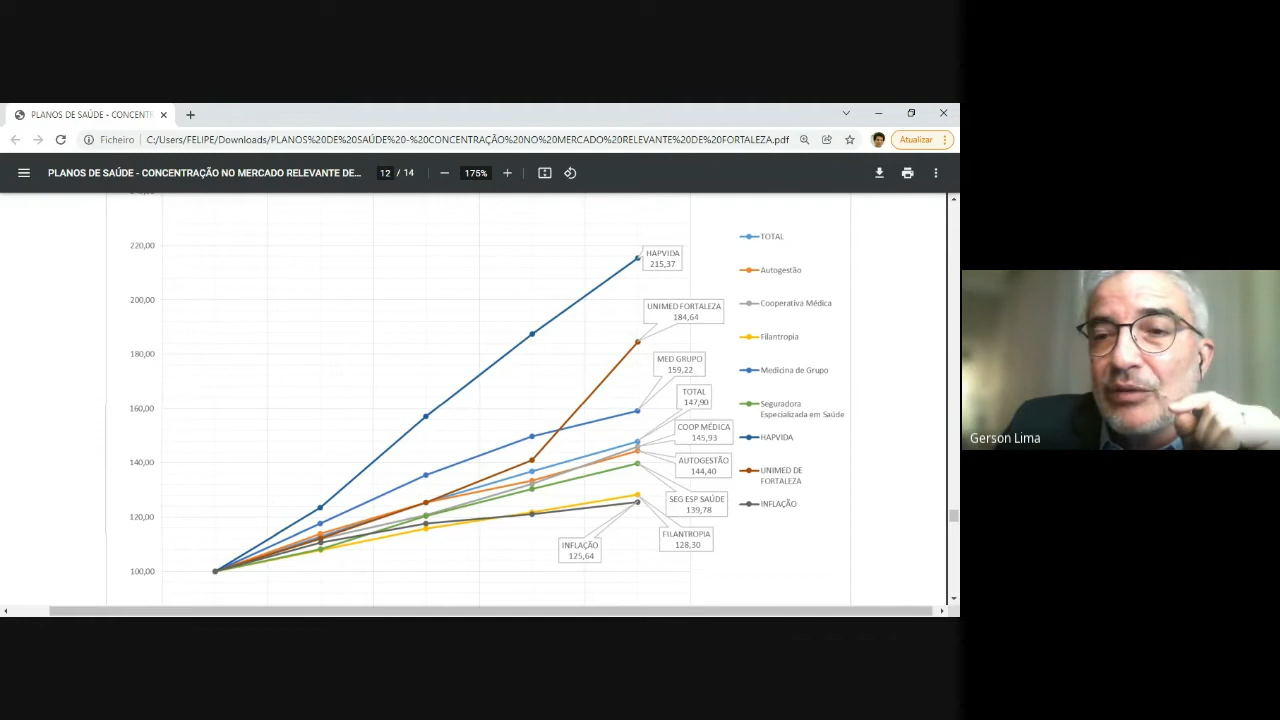 PLANOS DE SAÚDE - CONCENTR
Ficheiro
C:/Users/FELIPE/Downloads/PLANOS%20DE%20SAÚDE%20-%20CONCENTRAÇÃO%20NO%20MERCADO%20RELEVANTE%20DE%20FORTALEZA.pdf
Atualizar
PLANOS DE SAÚDE - CONCENTRAÇÃO NO MERCADO RELEVANTE DE...
12 / 14
175%
220,00
200,00
180,00
160,00
140,00
120,00
100,00
HAPVIDA
215,37
UNIMED FORTALEZA
184,64
MED GRUPO
159,22
TOTAL
147,90
COOP MÉDICA
145,93
AUTOGESTÃO
144,40
SEG ESP SAÚDE
139,78
FILANTROPIA
128,30
INFLAÇÃO
125,64
TOTAL
Autogestão
Cooperativa Médica
Filantropia
Medicina de Grupo
Seguradora
Especializada em Saúde
HAPVIDA
UNIMED DE
FORTALEZA
INFLAÇÃO
Gerson Lima